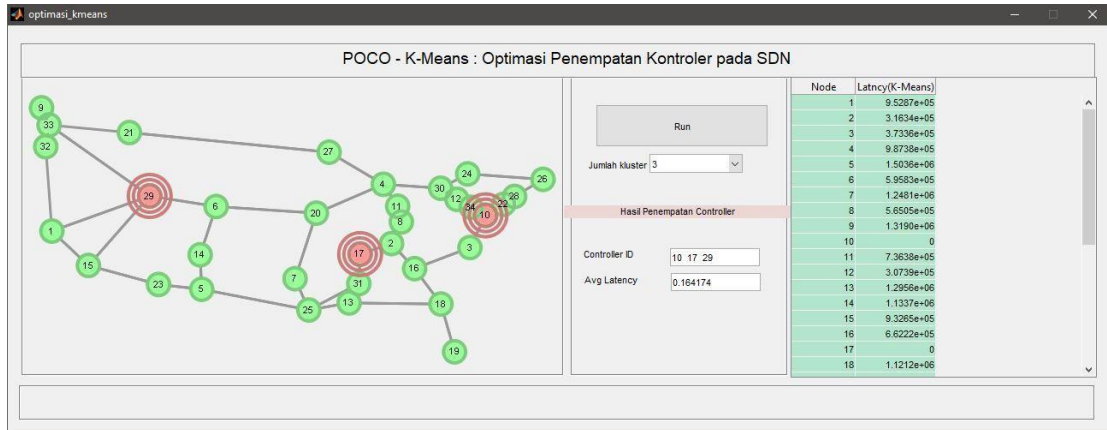 optimasi_kmeans
POCO - K-Means : Optimasi Penempatan Kontroler pada SDN
9
33
32
21
27
29
6
1
15
14
23
5
20
7
25
4
11
8
17
2
31
13
16
18
19
30
24
12
34
10
22
28
26
3
Run
Jumlah kluster 3
Hasil Penempatan Controller
Controller ID 10 17 29
Avg Latency 0.164174
Node Latncy(K-Means)
1 9.5287e+05
2 3.1634e+05
3 3.7336e+05
4 9.8738e+05
5 1.5036e+06
6 5.9583e+05
7 1.2481e+06
8 5.6505e+05
9 1.3190e+06
10 0
11 7.3638e+05
12 3.0739e+05
13 1.2956e+06
14 1.1337e+06
15 9.3265e+05
16 6.6222e+05
17 0
18 1.1212e+06